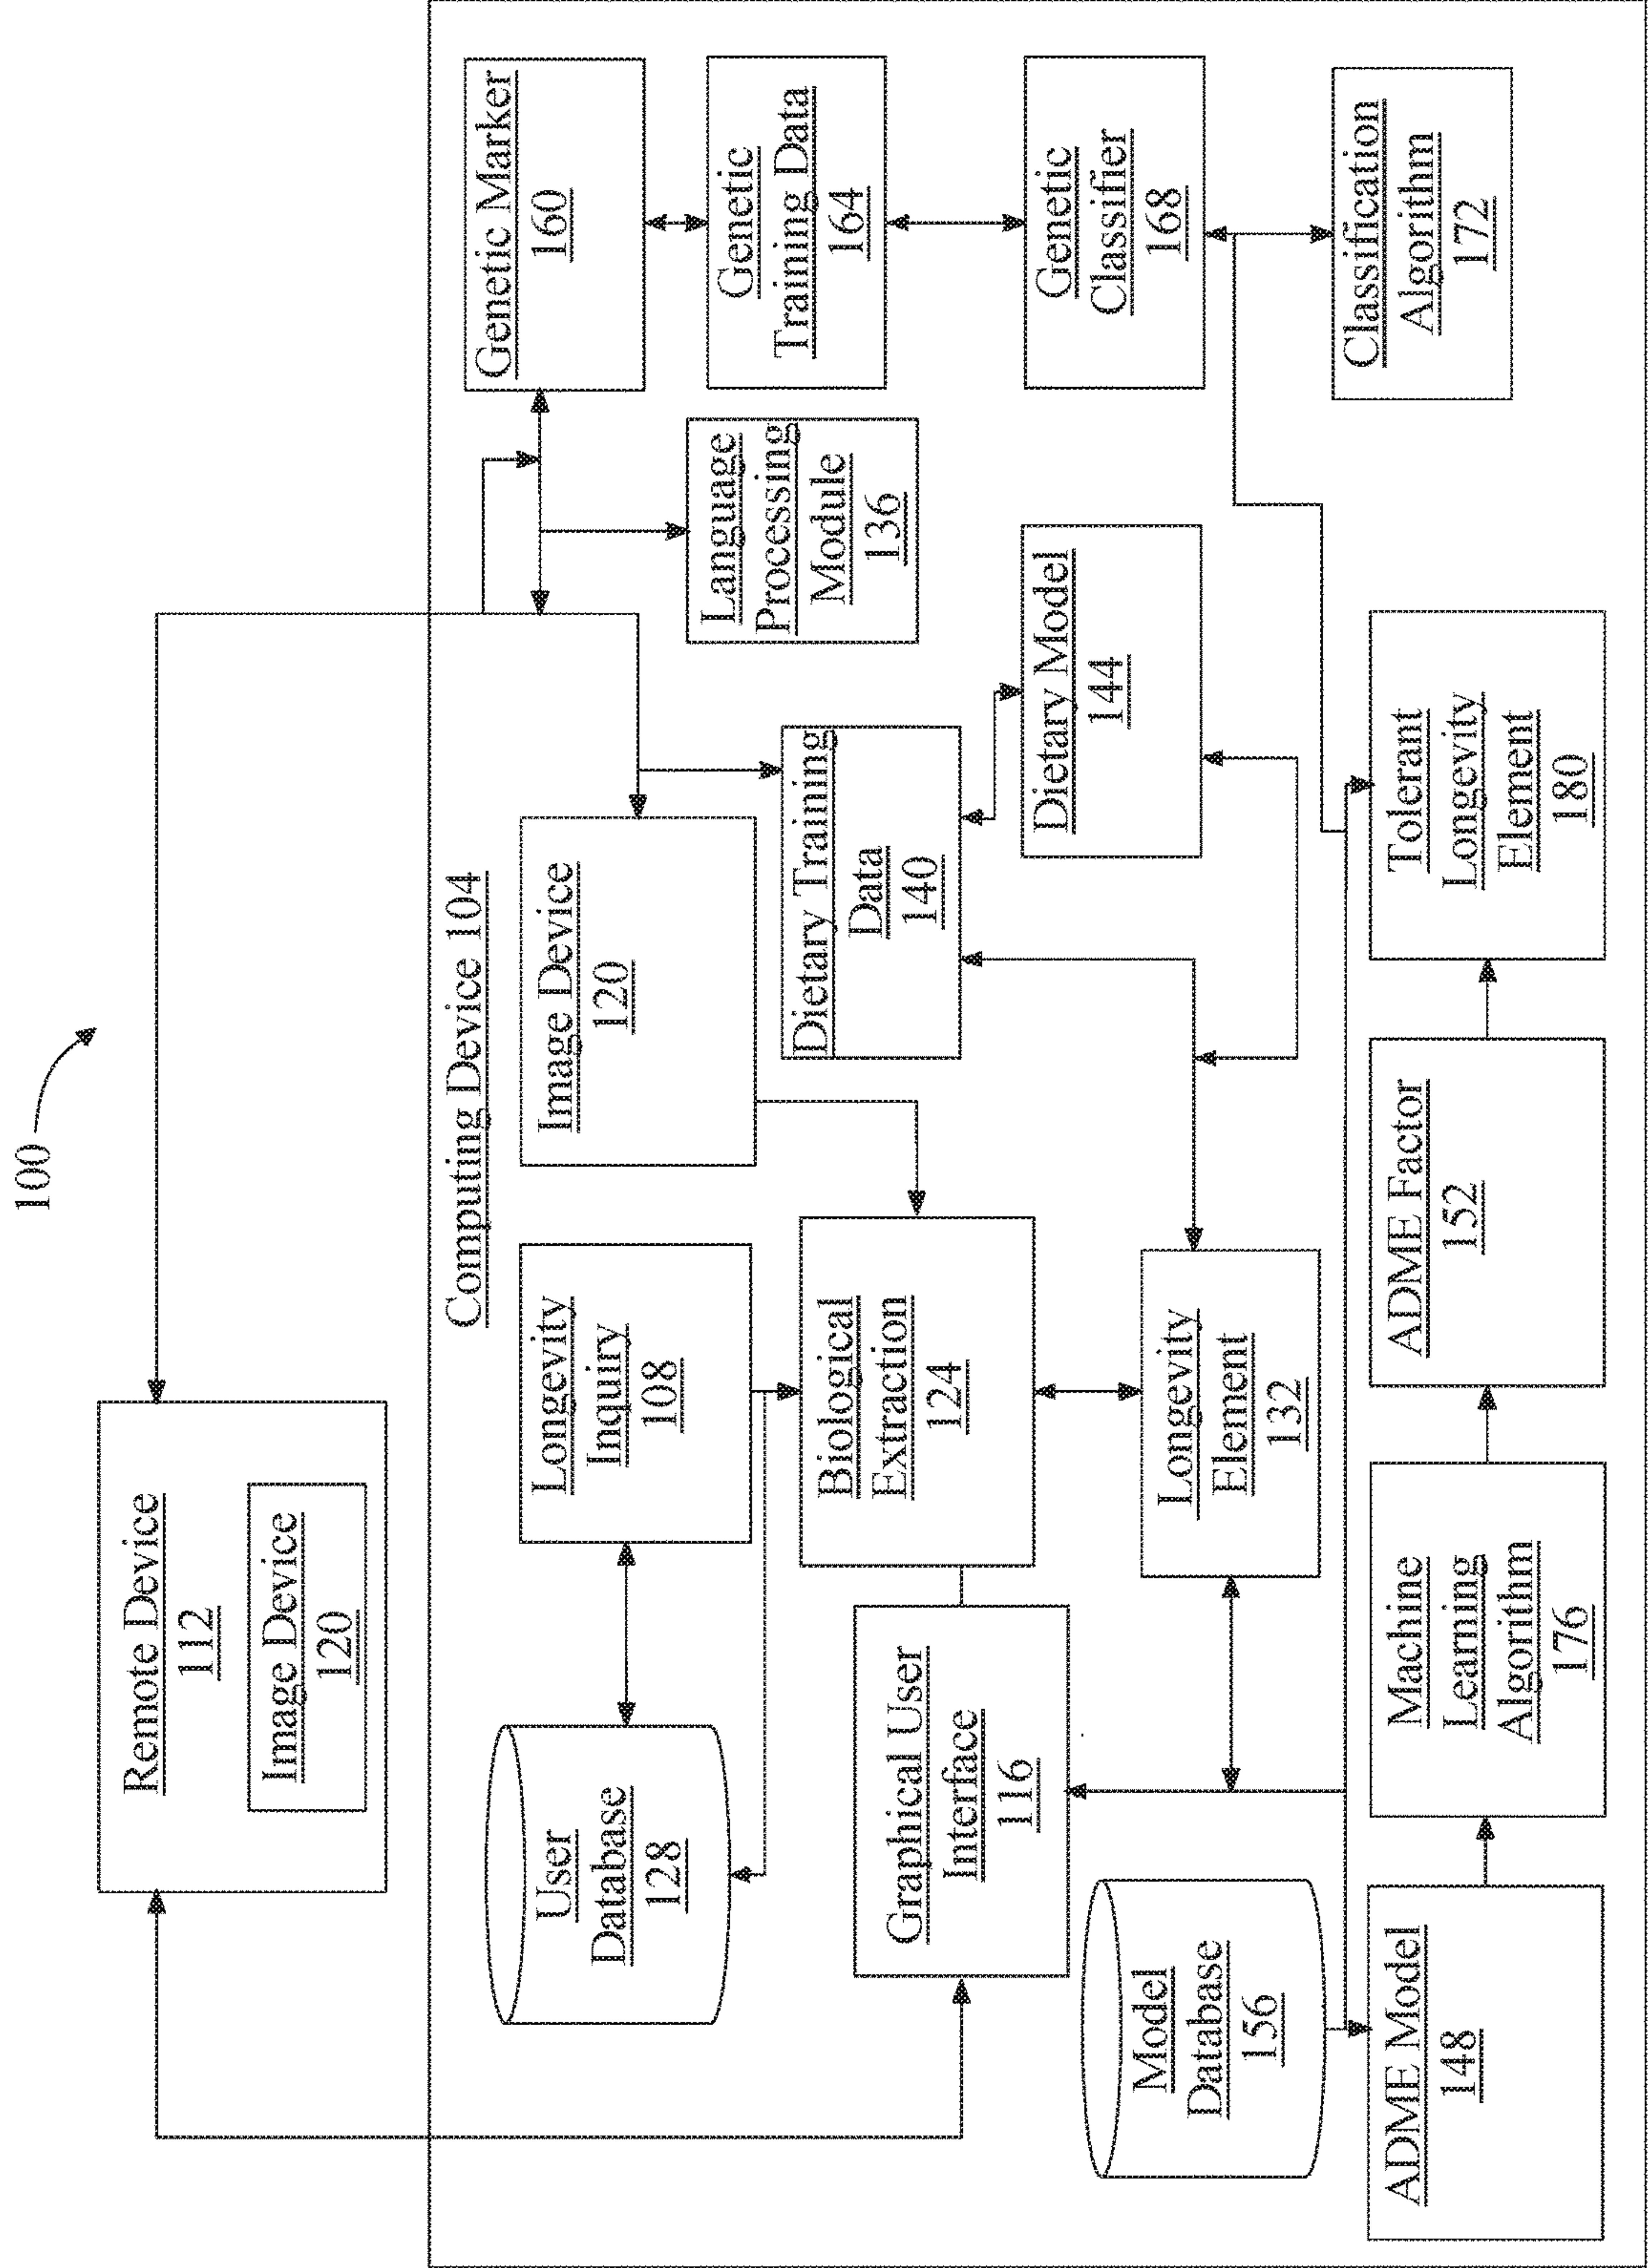 100
Remote Device
112
Image Device
120
Computing Device 104
User
Database
128
Longevity
Inquiry
108
Image Device
120
Genetic Marker
160
Language
Processing
Module
136
Genetic
Training Data
164
Graphical User
Interface
116
Biological
Extraction
124
Dietary Training
Data
140
Model
Database
156
Longevity
Element
132
Dietary Model
144
Genetic
Classifier
168
ADME Model
148
Machine
Learning
Algorithm
176
ADME Factor
152
Tolerant
Longevity
Element
180
Classification
Algorithm
172